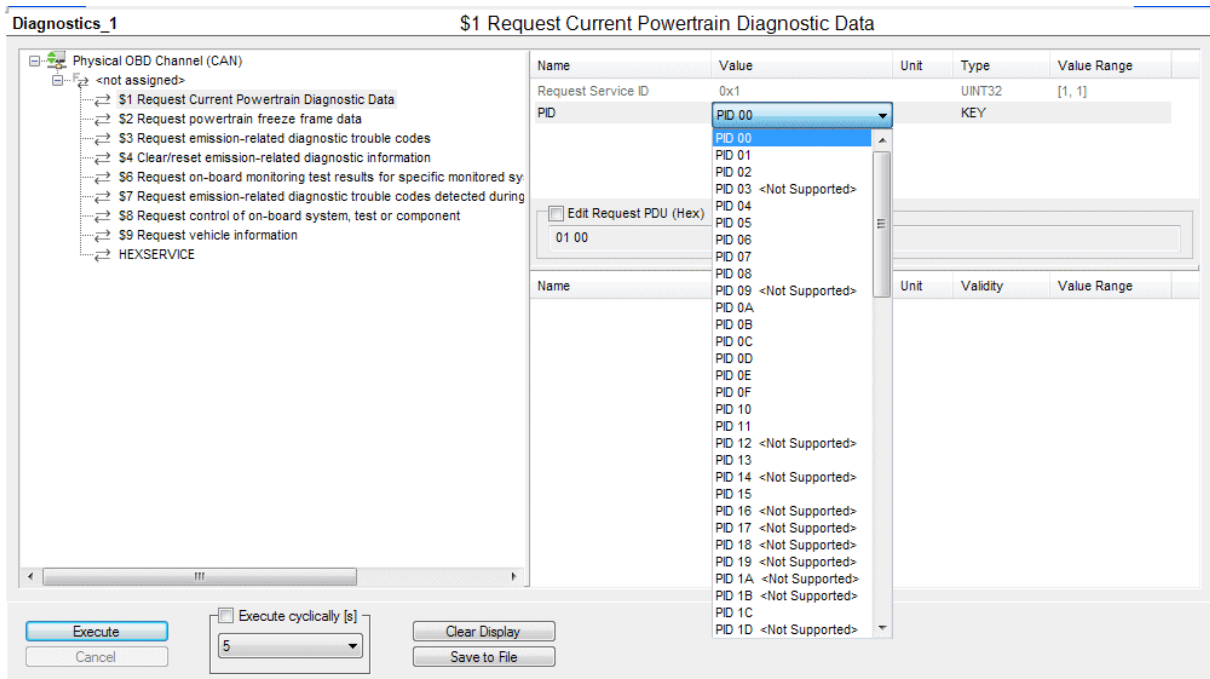 Diagnostics_1
$1 Request Current Powertrain Diagnostic Data
Physical OBD Channel (CAN)
<not assigned>
$1 Request Current Powertrain Diagnostic Data
$2 Request powertrain freeze frame data
$3 Request emission-related diagnostic trouble codes
$4 Clear/reset emission-related diagnostic information
$6 Request on-board monitoring test results for specific monitored sy
$7 Request emission-related diagnostic trouble codes detected during
$8 Request control of on-board system, test or component
$9 Request vehicle information
HEXSERVICE
Name Value Unit Type Value Range
Request Service ID 0x1 UINT32 [1, 1]
PID PID 00 KEY
PID 00
PID 01
PID 02
PID 03 <Not Supported>
PID 04
PID 05
PID 06
PID 07
PID 08
PID 09 <Not Supported>
PID 0A
PID 0B
PID 0C
PID 0D
PID 0E
PID 0F
PID 10
PID 11
PID 12 <Not Supported>
PID 13
PID 14 <Not Supported>
PID 15
PID 16 <Not Supported>
PID 17 <Not Supported>
PID 18 <Not Supported>
PID 19 <Not Supported>
PID 1A <Not Supported>
PID 1B <Not Supported>
PID 1C
PID 1D <Not Supported>
Edit Request PDU (Hex)
01 00
Name Unit Validity Value Range
Execute
Cancel
Execute cyclically [s]
5
Clear Display
Save to File